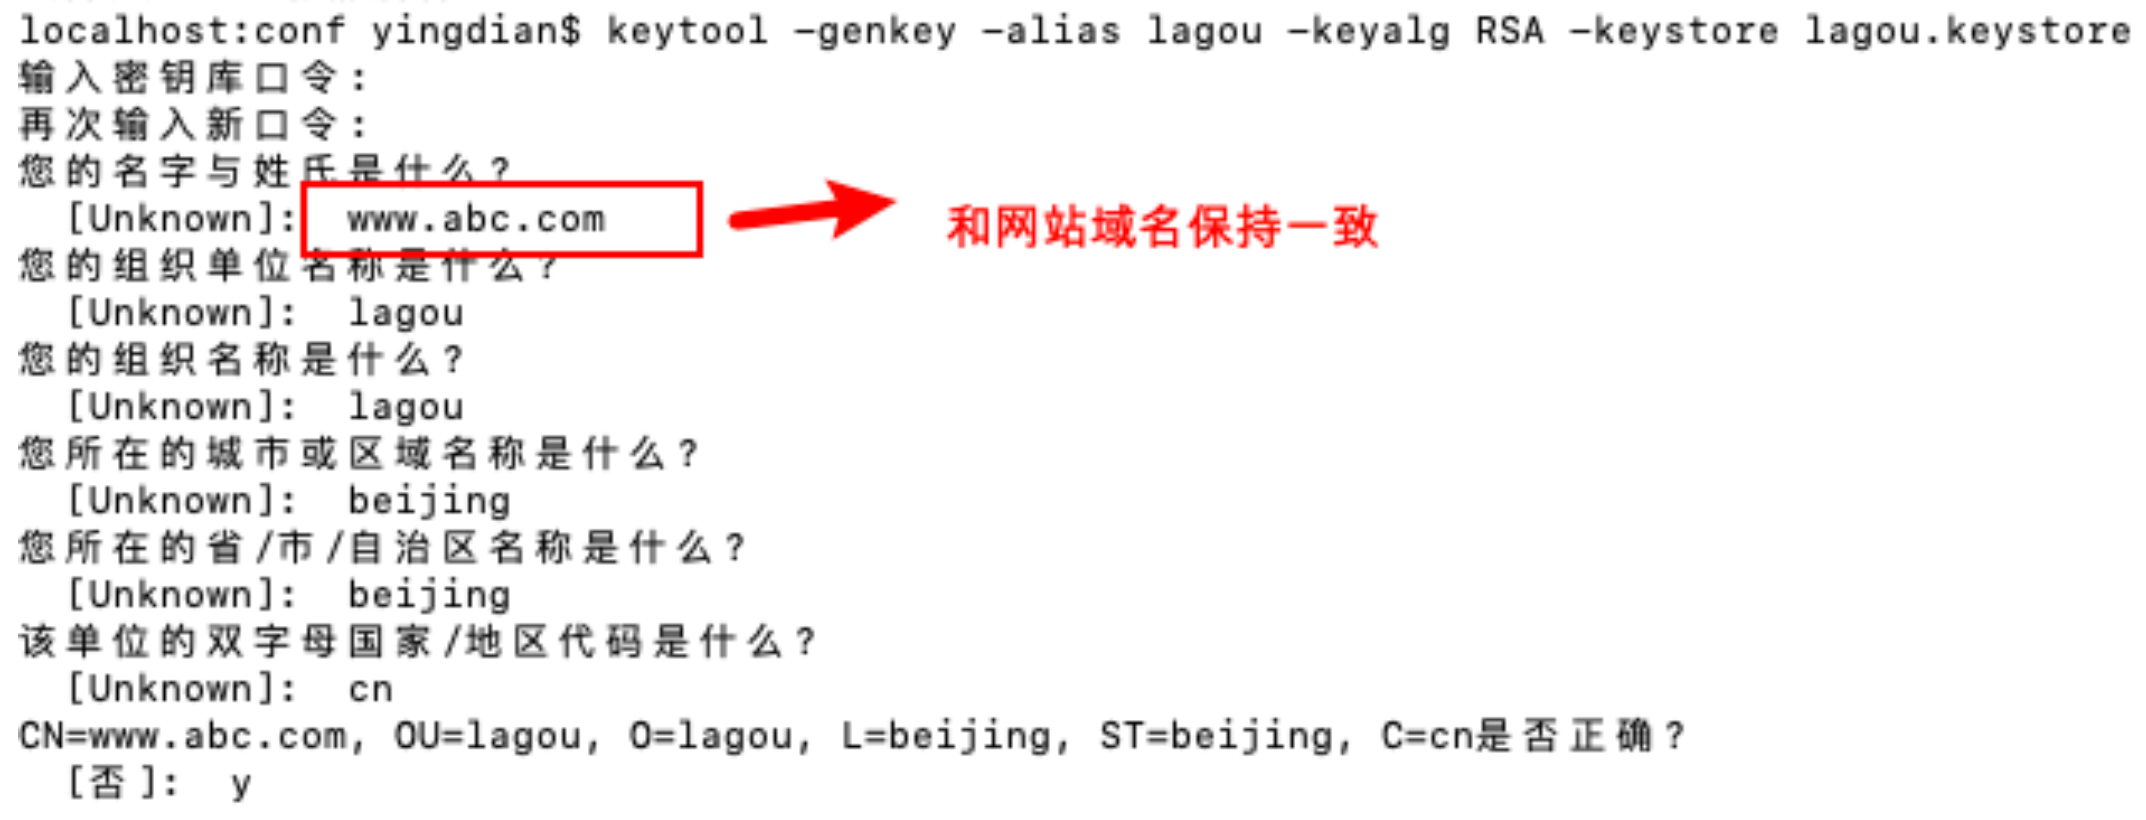 localhost:conf yingdian$ keytool -genkey -alias lagou -keyalg RSA -keystore lagou.keystore
输入密钥库口令:
再次输入新口令:
您的名字与姓氏是什么?
[Unknown]: www.abc.com
和网站域名保持一致
您的组织单位名称是什么?
[Unknown]: lagou
您的组织名称是什么?
[Unknown]: lagou
您所在的城市或区域名称是什么?
[Unknown]: beijing
您所在的省/市/自治区名称是什么?
[Unknown]: beijing
该单位的双字母国家/地区代码是什么?
[Unknown]: cn
CN=www.abc.com, OU=lagou, O=lagou, L=beijing, ST=beijing, C=cn是否正确?
[否]: y